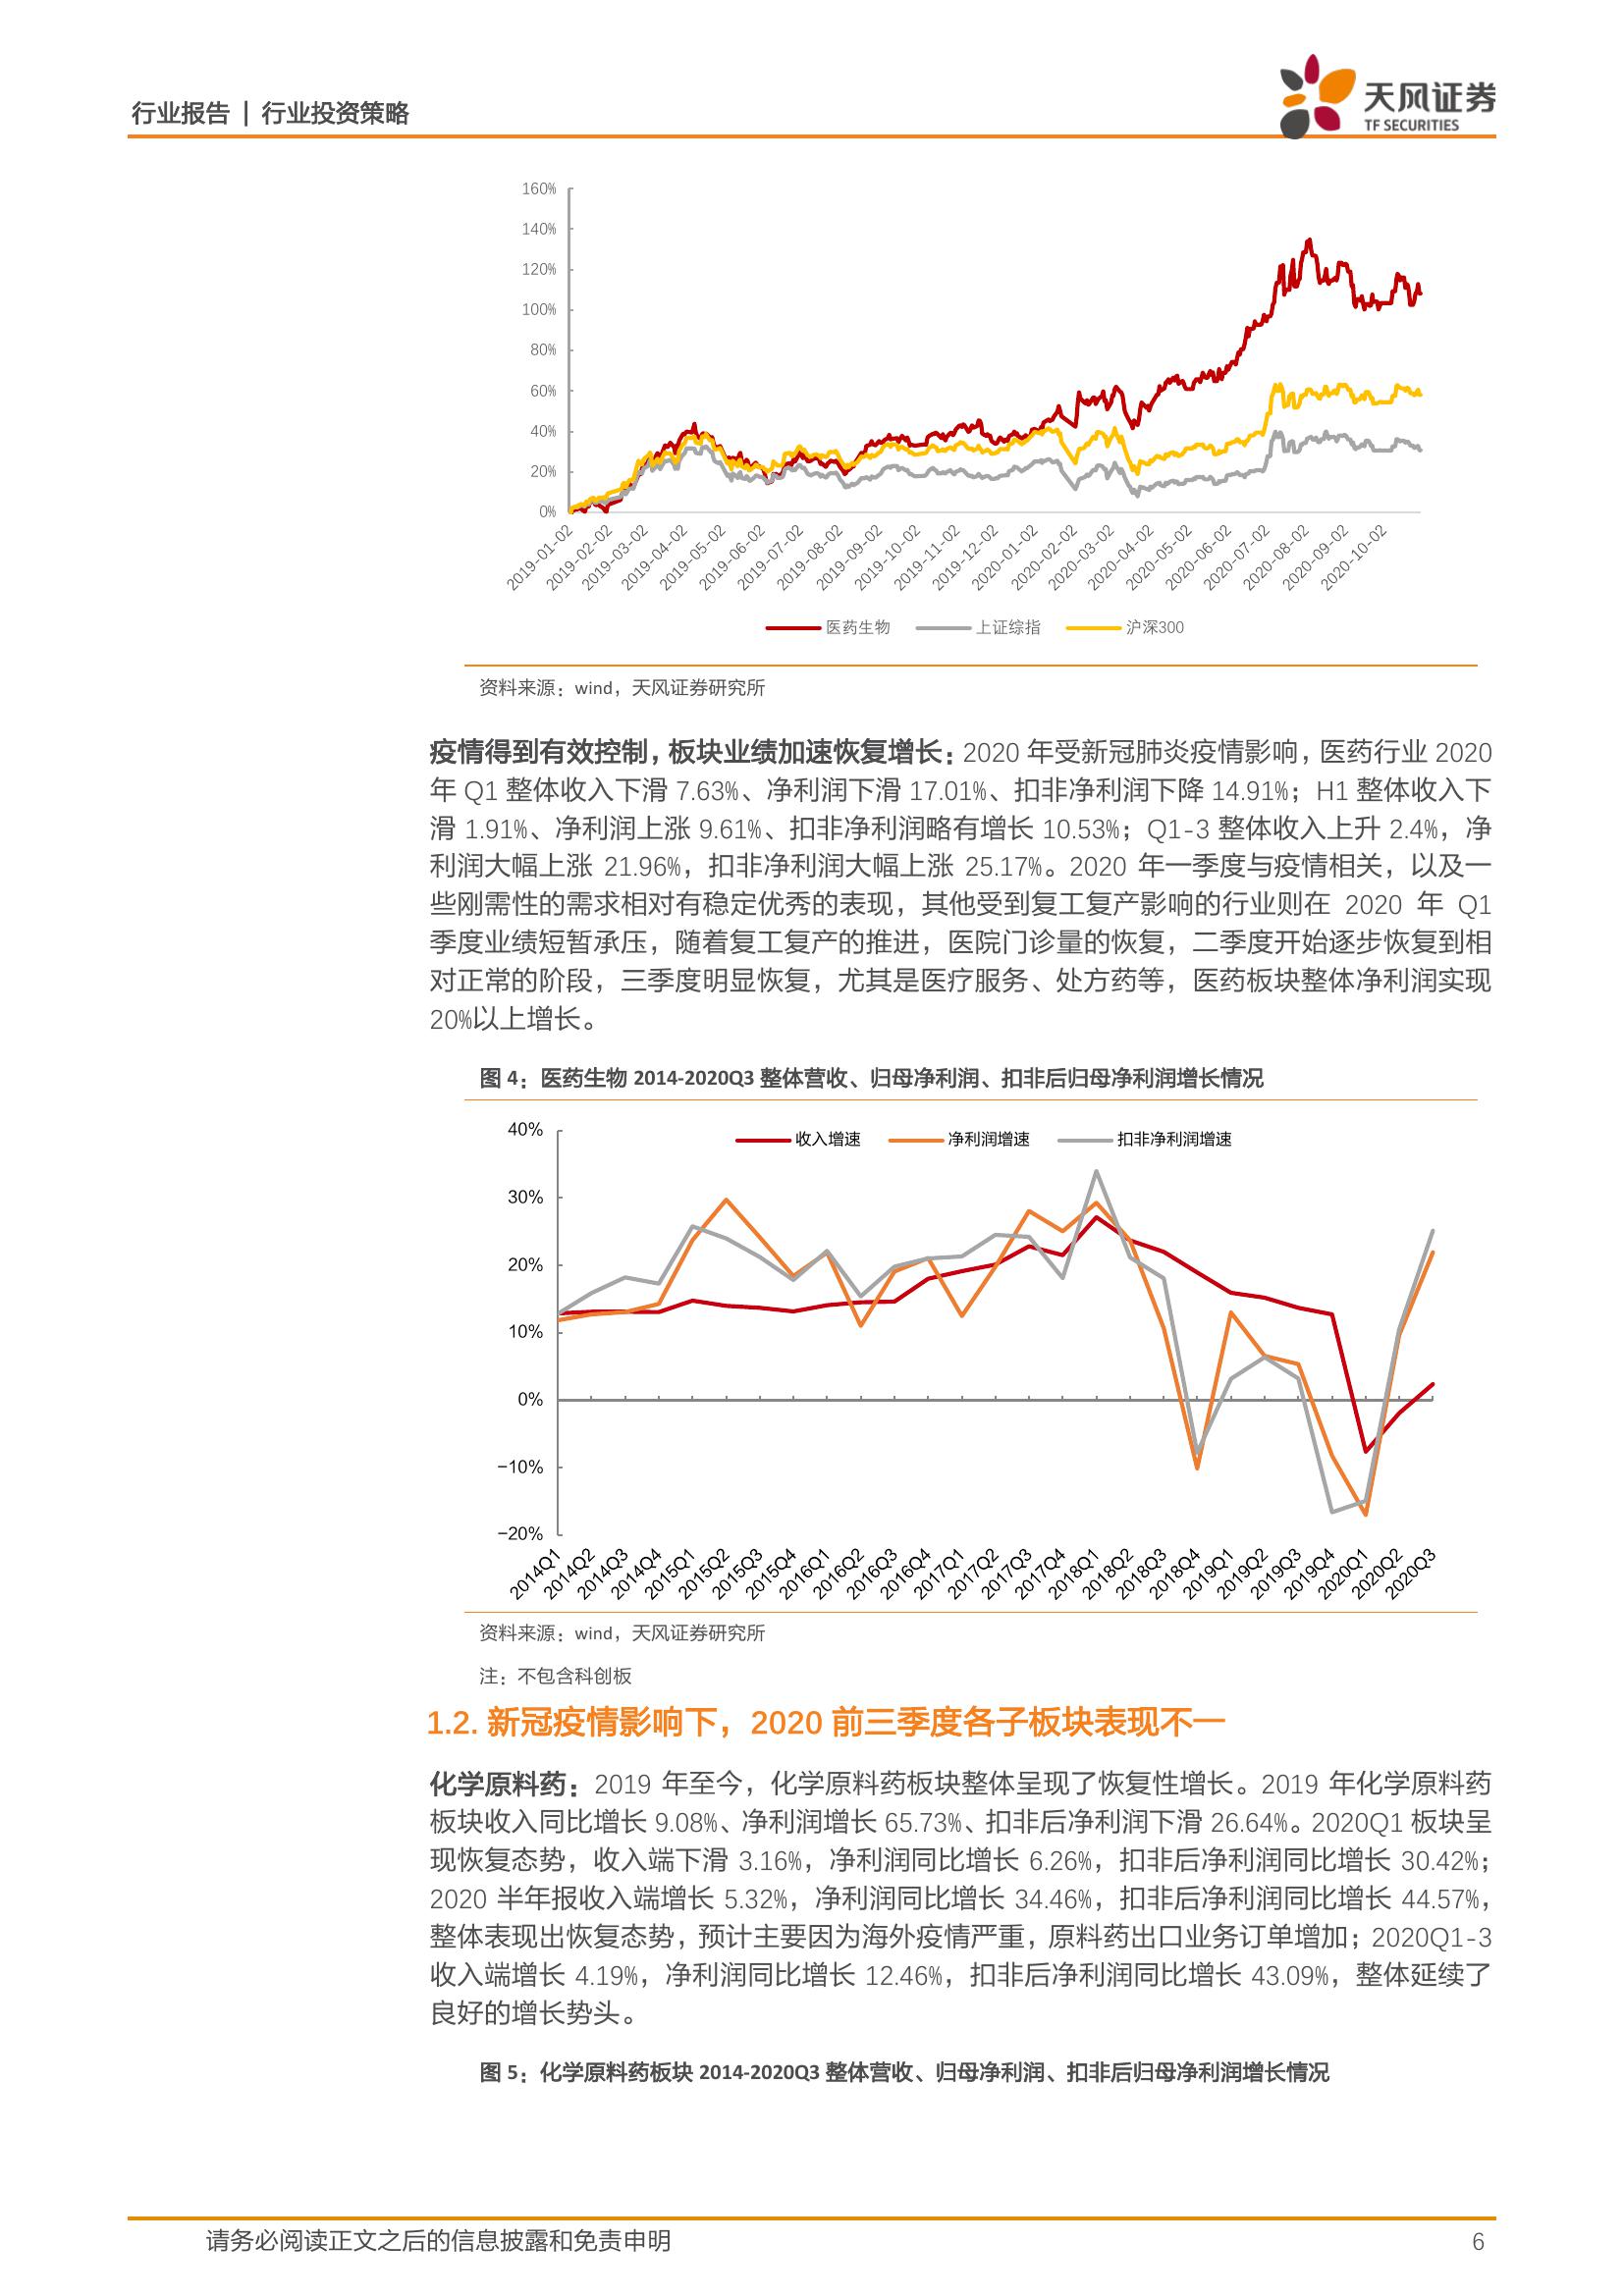 行业报告 | 行业投资策略
天风证券
TF SECURITIES
160%
140%
120%
100%
80%
60%
40%
20%
0%
2019-01-02
2019-02-02
2019-03-02
2019-04-02
2019-05-02
2019-06-02
2019-07-02
2019-08-02
2019-09-02
2019-10-02
2019-11-02
2019-12-02
2020-01-02
2020-02-02
2020-03-02
2020-04-02
2020-05-02
2020-06-02
2020-07-02
2020-08-02
2020-09-02
2020-10-02
医药生物 上证综指 沪深300
资料来源：wind，天风证券研究所
疫情得到有效控制，板块业绩加速恢复增长：2020 年受新冠肺炎疫情影响，医药行业 2020
年 Q1 整体收入下滑 7.63%、净利润下滑 17.01%、扣非净利润下降 14.91%；H1 整体收入下
滑 1.91%、净利润上涨 9.61%、扣非净利润略有增长 10.53%；Q1-3 整体收入上升 2.4%，净
利润大幅上涨 21.96%，扣非净利润大幅上涨 25.17%。2020 年一季度与疫情相关，以及一
些刚需性的需求相对有稳定优秀的表现，其他受到复工复产影响的行业则在 2020 年 Q1
季度业绩短暂承压，随着复工复产的推进，医院门诊量的恢复，二季度开始逐步恢复到相
对正常的阶段，三季度明显恢复，尤其是医疗服务、处方药等，医药板块整体净利润实现
20%以上增长。
图 4：医药生物 2014-2020Q3 整体营收、归母净利润、扣非后归母净利润增长情况
收入增速 净利润增速 扣非净利润增速
40%
30%
20%
10%
0%
-10%
-20%
2014Q1
2014Q2
2014Q3
2014Q4
2015Q1
2015Q2
2015Q3
2015Q4
2016Q1
2016Q2
2016Q3
2016Q4
2017Q1
2017Q2
2017Q3
2017Q4
2018Q1
2018Q2
2018Q3
2018Q4
2019Q1
2019Q2
2019Q3
2019Q4
2020Q1
2020Q2
2020Q3
资料来源：wind，天风证券研究所
注：不包含科创板
1.2. 新冠疫情影响下，2020 前三季度各子板块表现不一
化学原料药：2019 年至今，化学原料药板块整体呈现了恢复性增长。2019 年化学原料药
板块收入同比增长 9.08%、净利润增长 65.73%、扣非后净利润下滑 26.64%。2020Q1 板块呈
现恢复态势，收入端下滑 3.16%，净利润同比增长 6.26%，扣非后净利润同比增长 30.42%；
2020 半年报收入端增长 5.32%，净利润同比增长 34.46%，扣非后净利润同比增长 44.57%，
整体表现出恢复态势，预计主要因为海外疫情严重，原料药出口业务订单增加；2020Q1-3
收入端增长 4.19%，净利润同比增长 12.46%，扣非后净利润同比增长 43.09%，整体延续了
良好的增长势头。
图 5：化学原料药板块 2014-2020Q3 整体营收、归母净利润、扣非后归母净利润增长情况
请务必阅读正文之后的信息披露和免责申明 6